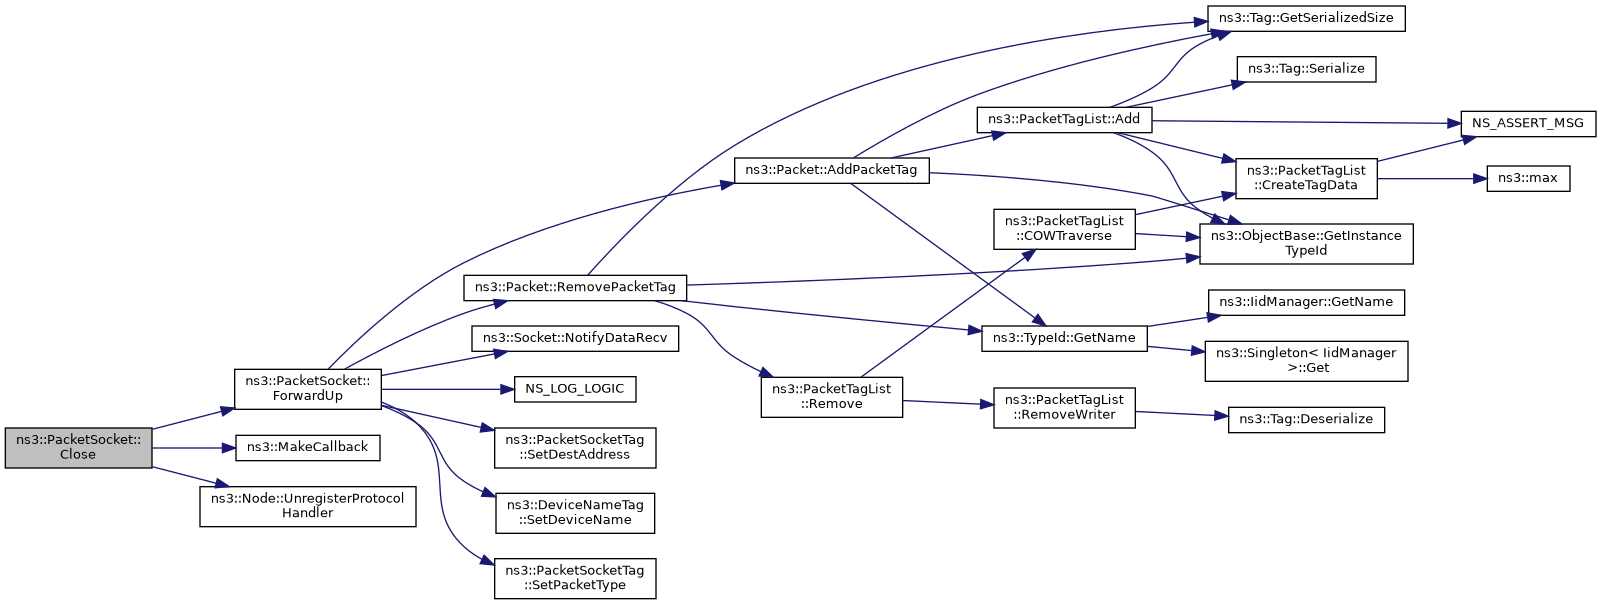 ns3::PacketSocket::
Close
ns3::PacketSocket::
ForwardUp
ns3::MakeCallback
ns3::Node::UnregisterProtocol
Handler
ns3::Packet::AddPacketTag
ns3::Packet::RemovePacketTag
ns3::Socket::NotifyDataRecv
NS_LOG_LOGIC
ns3::PacketSocketTag
::SetDestAddress
ns3::DeviceNameTag
::SetDeviceName
ns3::PacketSocketTag
::SetPacketType
ns3::PacketTagList::Add
ns3::PacketTagList
::COWTraverse
ns3::TypeId::GetName
ns3::PacketTagList
::Remove
ns3::PacketTagList
::RemoveWriter
ns3::Tag::GetSerializedSize
ns3::Tag::Serialize
ns3::PacketTagList
::CreateTagData
ns3::ObjectBase::GetInstance
TypeId
ns3::IidManager::GetName
ns3::Singleton< IidManager
>::Get
ns3::Tag::Deserialize
NS_ASSERT_MSG
ns3::max